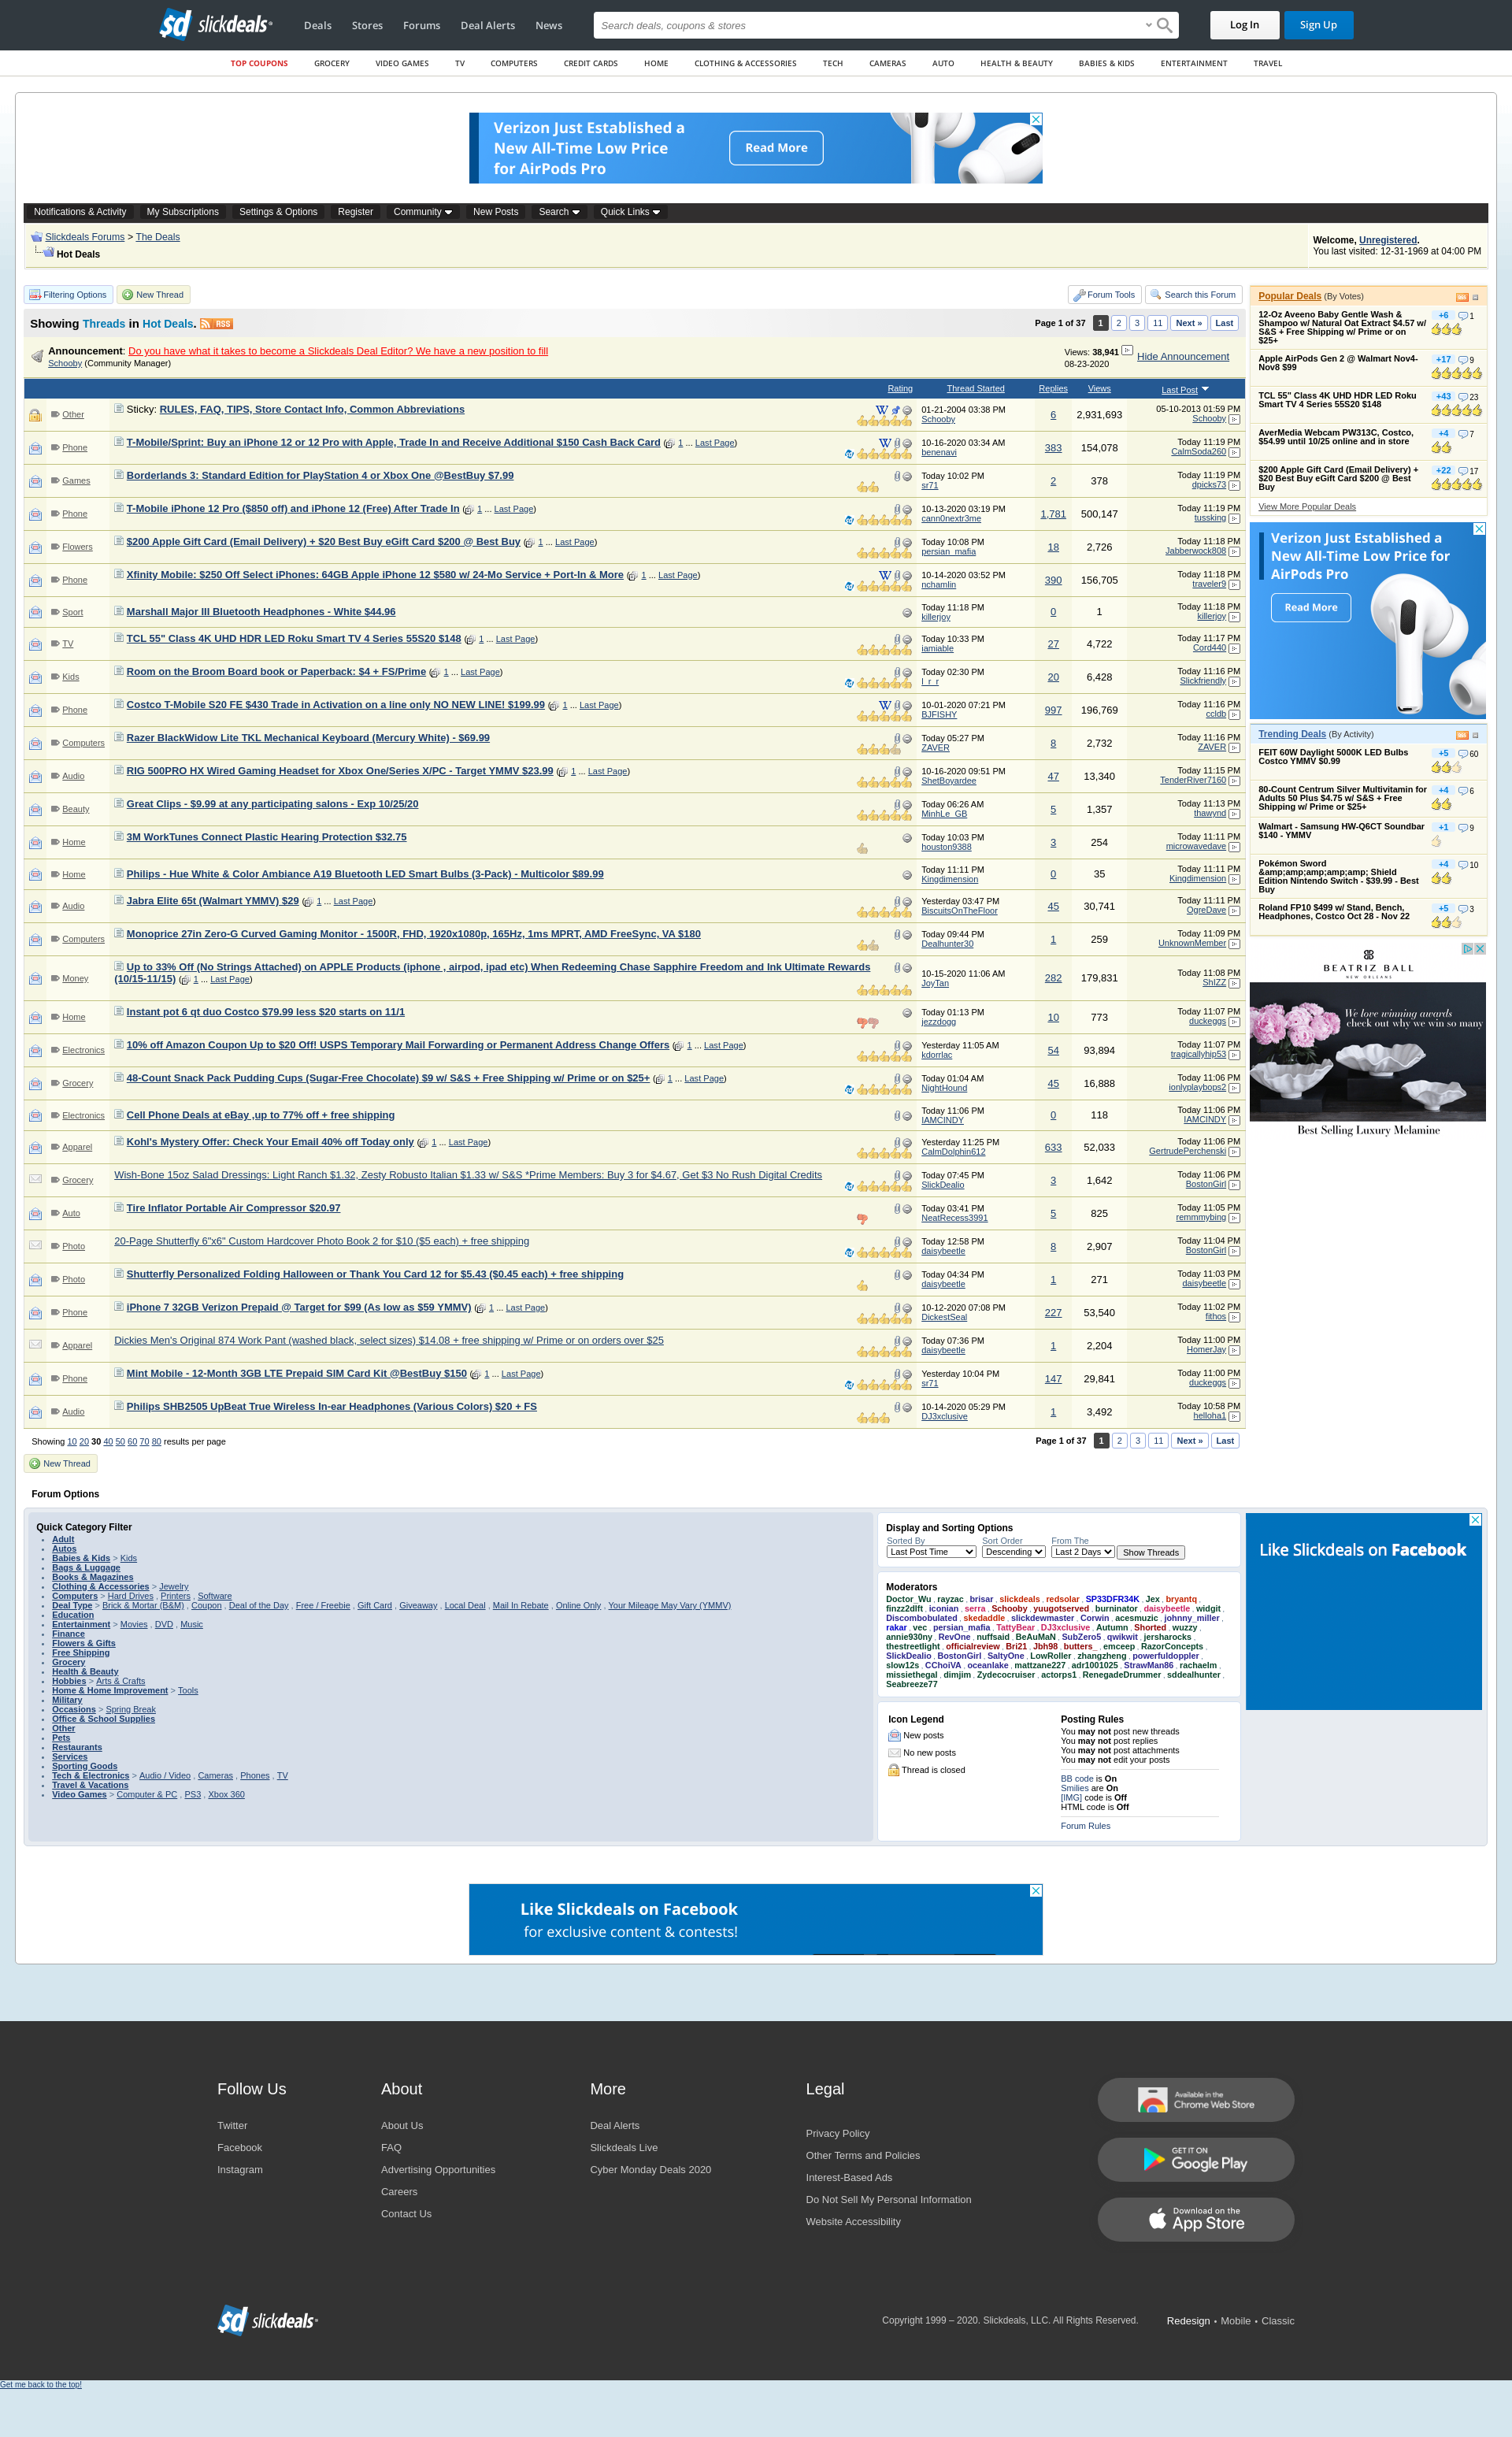 sd slickdeals
Deals Stores Forums Deal Alerts News
Search deals, coupons & stores
Log In Sign Up
TOP COUPONS GROCERY VIDEO GAMES TV COMPUTERS CREDIT CARDS HOME CLOTHING & ACCESSORIES TECH CAMERAS AUTO HEALTH & BEAUTY BABIES & KIDS ENTERTAINMENT TRAVEL
Verizon Just Established a
New All-Time Low Price
for AirPods Pro
Read More
Notifications & Activity My Subscriptions Settings & Options Register Community New Posts Search Quick Links
Slickdeals Forums > The Deals
Hot Deals
Welcome, Unregistered.
You last visited: 12-31-1969 at 04:00 PM
Filtering Options New Thread Forum Tools Search this Forum
Showing Threads in Hot Deals. RSS
Page 1 of 37 1 2 3 11 Next » Last
Announcement: Do you have what it takes to become a Slickdeals Deal Editor? We have a new position to fill
Schooby (Community Manager)
Views: 38,941
08-23-2020
Hide Announcement
Rating Thread Started Replies Views Last Post
Other Sticky: RULES, FAQ, TIPS, Store Contact Info, Common Abbreviations 01-21-2004 03:38 PM Schooby 6 2,931,693 05-10-2013 01:59 PM Schooby
Phone T-Mobile/Sprint: Buy an iPhone 12 or 12 Pro with Apple, Trade In and Receive Additional $150 Cash Back Card ( 1 ... Last Page) 10-16-2020 03:34 AM benenavi 383 154,078 Today 11:19 PM CalmSoda260
Games Borderlands 3: Standard Edition for PlayStation 4 or Xbox One @BestBuy $7.99 Today 10:02 PM sr71 2 378 Today 11:19 PM dpicks73
Phone T-Mobile iPhone 12 Pro ($850 off) and iPhone 12 (Free) After Trade In ( 1 ... Last Page) 10-13-2020 03:19 PM cann0nextr3me 1,781 500,147 Today 11:19 PM tussking
Flowers $200 Apple Gift Card (Email Delivery) + $20 Best Buy eGift Card $200 @ Best Buy ( 1 ... Last Page) Today 10:08 PM persian_mafia 18 2,726 Today 11:18 PM Jabberwock808
Phone Xfinity Mobile: $250 Off Select iPhones: 64GB Apple iPhone 12 $580 w/ 24-Mo Service + Port-In & More ( 1 ... Last Page) 10-14-2020 03:52 PM nchamlin 390 156,705 Today 11:18 PM traveler9
Sport Marshall Major III Bluetooth Headphones - White $44.96 Today 11:18 PM killerjoy 0 1 Today 11:18 PM killerjoy
TV TCL 55" Class 4K UHD HDR LED Roku Smart TV 4 Series 55S20 $148 ( 1 ... Last Page) Today 10:33 PM iamiable 27 4,722 Today 11:17 PM Cord440
Kids Room on the Broom Board book or Paperback: $4 + FS/Prime ( 1 ... Last Page) Today 02:30 PM l_r_r 20 6,428 Today 11:16 PM Slickfriendly
Phone Costco T-Mobile S20 FE $430 Trade in Activation on a line only NO NEW LINE! $199.99 ( 1 ... Last Page) 10-01-2020 07:21 PM BJFISHY 997 196,769 Today 11:16 PM ccldb
Computers Razer BlackWidow Lite TKL Mechanical Keyboard (Mercury White) - $69.99 Today 05:27 PM ZAVER 8 2,732 Today 11:16 PM ZAVER
Audio RIG 500PRO HX Wired Gaming Headset for Xbox One/Series X/PC - Target YMMV $23.99 ( 1 ... Last Page) 10-16-2020 09:51 PM ShetBoyardee 47 13,340 Today 11:15 PM TenderRiver7160
Beauty Great Clips - $9.99 at any participating salons - Exp 10/25/20 Today 06:26 AM MinhLe_GB 5 1,357 Today 11:13 PM thawynd
Home 3M WorkTunes Connect Plastic Hearing Protection $32.75 Today 10:03 PM houston9388 3 254 Today 11:11 PM microwavedave
Home Philips - Hue White & Color Ambiance A19 Bluetooth LED Smart Bulbs (3-Pack) - Multicolor $89.99 Today 11:11 PM Kingdimension 0 35 Today 11:11 PM Kingdimension
Audio Jabra Elite 65t (Walmart YMMV) $29 ( 1 ... Last Page) Yesterday 03:47 PM BiscuitsOnTheFloor 45 30,741 Today 11:11 PM OgreDave
Computers Monoprice 27in Zero-G Curved Gaming Monitor - 1500R, FHD, 1920x1080p, 165Hz, 1ms MPRT, AMD FreeSync, VA $180 Today 09:44 PM Dealhunter30 1 259 Today 11:09 PM UnknownMember
Money Up to 33% Off (No Strings Attached) on APPLE Products (iphone , airpod, ipad etc) When Redeeming Chase Sapphire Freedom and Ink Ultimate Rewards (10/15-11/15) ( 1 ... Last Page) 10-15-2020 11:06 AM JoyTan 282 179,831 Today 11:08 PM ShIZZ
Home Instant pot 6 qt duo Costco $79.99 less $20 starts on 11/1 Today 01:13 PM jezzdogg 10 773 Today 11:07 PM duckeggs
Electronics 10% off Amazon Coupon Up to $20 Off! USPS Temporary Mail Forwarding or Permanent Address Change Offers ( 1 ... Last Page) Yesterday 11:05 AM kdorrlac 54 93,894 Today 11:07 PM tragicallyhip53
Grocery 48-Count Snack Pack Pudding Cups (Sugar-Free Chocolate) $9 w/ S&S + Free Shipping w/ Prime or on $25+ ( 1 ... Last Page) Today 01:04 AM NightHound 45 16,888 Today 11:06 PM ionlyplaybops2
Electronics Cell Phone Deals at eBay ,up to 77% off + free shipping Today 11:06 PM IAMCINDY 0 118 Today 11:06 PM IAMCINDY
Apparel Kohl's Mystery Offer: Check Your Email 40% off Today only ( 1 ... Last Page) Yesterday 11:25 PM CalmDolphin612 633 52,033 Today 11:06 PM GertrudePerchenski
Grocery Wish-Bone 15oz Salad Dressings: Light Ranch $1.32, Zesty Robusto Italian $1.33 w/ S&S *Prime Members: Buy 3 for $4.67, Get $3 No Rush Digital Credits Today 07:45 PM SlickDealio 3 1,642 Today 11:06 PM BostonGirl
Auto Tire Inflator Portable Air Compressor $20.97 Today 03:41 PM NeatRecess3991 5 825 Today 11:05 PM remmmybing
Photo 20-Page Shutterfly 6"x6" Custom Hardcover Photo Book 2 for $10 ($5 each) + free shipping Today 12:58 PM daisybeetle 8 2,907 Today 11:04 PM BostonGirl
Photo Shutterfly Personalized Folding Halloween or Thank You Card 12 for $5.43 ($0.45 each) + free shipping Today 04:34 PM daisybeetle 1 271 Today 11:03 PM daisybeetle
Phone iPhone 7 32GB Verizon Prepaid @ Target for $99 (As low as $59 YMMV) ( 1 ... Last Page) 10-12-2020 07:08 PM DickestSeal 227 53,540 Today 11:02 PM fithos
Apparel Dickies Men's Original 874 Work Pant (washed black, select sizes) $14.08 + free shipping w/ Prime or on orders over $25 Today 07:36 PM daisybeetle 1 2,204 Today 11:00 PM HomerJay
Phone Mint Mobile - 12-Month 3GB LTE Prepaid SIM Card Kit @BestBuy $150 ( 1 ... Last Page) Yesterday 10:04 PM sr71 147 29,841 Today 11:00 PM duckeggs
Audio Philips SHB2505 UpBeat True Wireless In-ear Headphones (Various Colors) $20 + FS 10-14-2020 05:29 PM DJ3xclusive 1 3,492 Today 10:58 PM helloha1
Showing 10 20 30 40 50 60 70 80 results per page
Page 1 of 37 1 2 3 11 Next » Last
New Thread
Popular Deals (By Votes)
12-Oz Aveeno Baby Gentle Wash & Shampoo w/ Natural Oat Extract $4.57 w/ S&S + Free Shipping w/ Prime or on $25+ +6 1
Apple AirPods Gen 2 @ Walmart Nov4-Nov8 $99 +17 9
TCL 55" Class 4K UHD HDR LED Roku Smart TV 4 Series 55S20 $148 +43 23
AverMedia Webcam PW313C, Costco, $54.99 until 10/25 online and in store +4 7
$200 Apple Gift Card (Email Delivery) + $20 Best Buy eGift Card $200 @ Best Buy +22 17
View More Popular Deals
Verizon Just Established a
New All-Time Low Price for
AirPods Pro
Read More
Trending Deals (By Activity)
FEIT 60W Daylight 5000K LED Bulbs Costco YMMV $0.99 +5 60
80-Count Centrum Silver Multivitamin for Adults 50 Plus $4.75 w/ S&S + Free Shipping w/ Prime or $25+ +4 6
Walmart - Samsung HW-Q6CT Soundbar $140 - YMMV +1 9
Pokémon Sword &amp;amp;amp;amp;amp; Shield Edition Nintendo Switch - $39.99 - Best Buy +4 10
Roland FP10 $499 w/ Stand, Bench, Headphones, Costco Oct 28 - Nov 22 +5 3
BEATRIZ BALL
NEW ORLEANS
We love winning awards
check out why we win so many
Best Selling Luxury Melamine
Forum Options
Quick Category Filter
Adult
Autos
Babies & Kids > Kids
Bags & Luggage
Books & Magazines
Clothing & Accessories > Jewelry
Computers > Hard Drives , Printers , Software
Deal Type > Brick & Mortar (B&M) , Coupon , Deal of the Day , Free / Freebie , Gift Card , Giveaway , Local Deal , Mail In Rebate , Online Only , Your Mileage May Vary (YMMV)
Education
Entertainment > Movies , DVD , Music
Finance
Flowers & Gifts
Free Shipping
Grocery
Health & Beauty
Hobbies > Arts & Crafts
Home & Home Improvement > Tools
Military
Occasions > Spring Break
Office & School Supplies
Other
Pets
Restaurants
Services
Sporting Goods
Tech & Electronics > Audio / Video , Cameras , Phones , TV
Travel & Vacations
Video Games > Computer & PC , PS3 , Xbox 360
Display and Sorting Options
Sorted By Sort Order From The
Last Post Time Descending Last 2 Days Show Threads
Moderators
Doctor_Wu , rayzac , brisar , slickdeals , redsolar , SP33DFR34K , Jex , bryantq ,
finzz2dift , iconian , serra , Schooby , yuugotserved , burninator , daisybeetle , widgit ,
Discombobulated , skedaddle , slickdewmaster , Corwin , acesmuzic , johnny_miller ,
rakar , vec , persian_mafia , TattyBear , DJ3xclusive , Autumn , Shorted , wuzzy ,
annie930ny , RevOne , nuffsaid , BeAuMaN , SubZero5 , qwikwit , jersharocks ,
thestreetlight , officialreview , Bri21 , Jbh98 , butters_ , emceep , RazorConcepts ,
SlickDealio , BostonGirl , SaltyOne , LowRoller , zhangzheng , powerfuldoppler ,
slow12s , CChoiVA , oceanlake , mattzane227 , adr1001025 , StrawMan86 , rachaelm ,
missiethegal , dimjim , Zydecocruiser , actorps1 , RenegadeDrummer , sddealhunter ,
Seabreeze77
Icon Legend
New posts
No new posts
Thread is closed
Posting Rules
You may not post new threads
You may not post replies
You may not post attachments
You may not edit your posts
BB code is On
Smilies are On
[IMG] code is Off
HTML code is Off
Forum Rules
Like Slickdeals on Facebook
Like Slickdeals on Facebook
for exclusive content & contests!
Follow Us
Twitter
Facebook
Instagram
About
About Us
FAQ
Advertising Opportunities
Careers
Contact Us
More
Deal Alerts
Slickdeals Live
Cyber Monday Deals 2020
Legal
Privacy Policy
Other Terms and Policies
Interest-Based Ads
Do Not Sell My Personal Information
Website Accessibility
Available in the
Chrome Web Store
GET IT ON
Google Play
Download on the
App Store
sd slickdeals
Copyright 1999 – 2020. Slickdeals, LLC. All Rights Reserved.
Redesign • Mobile • Classic
Get me back to the top!